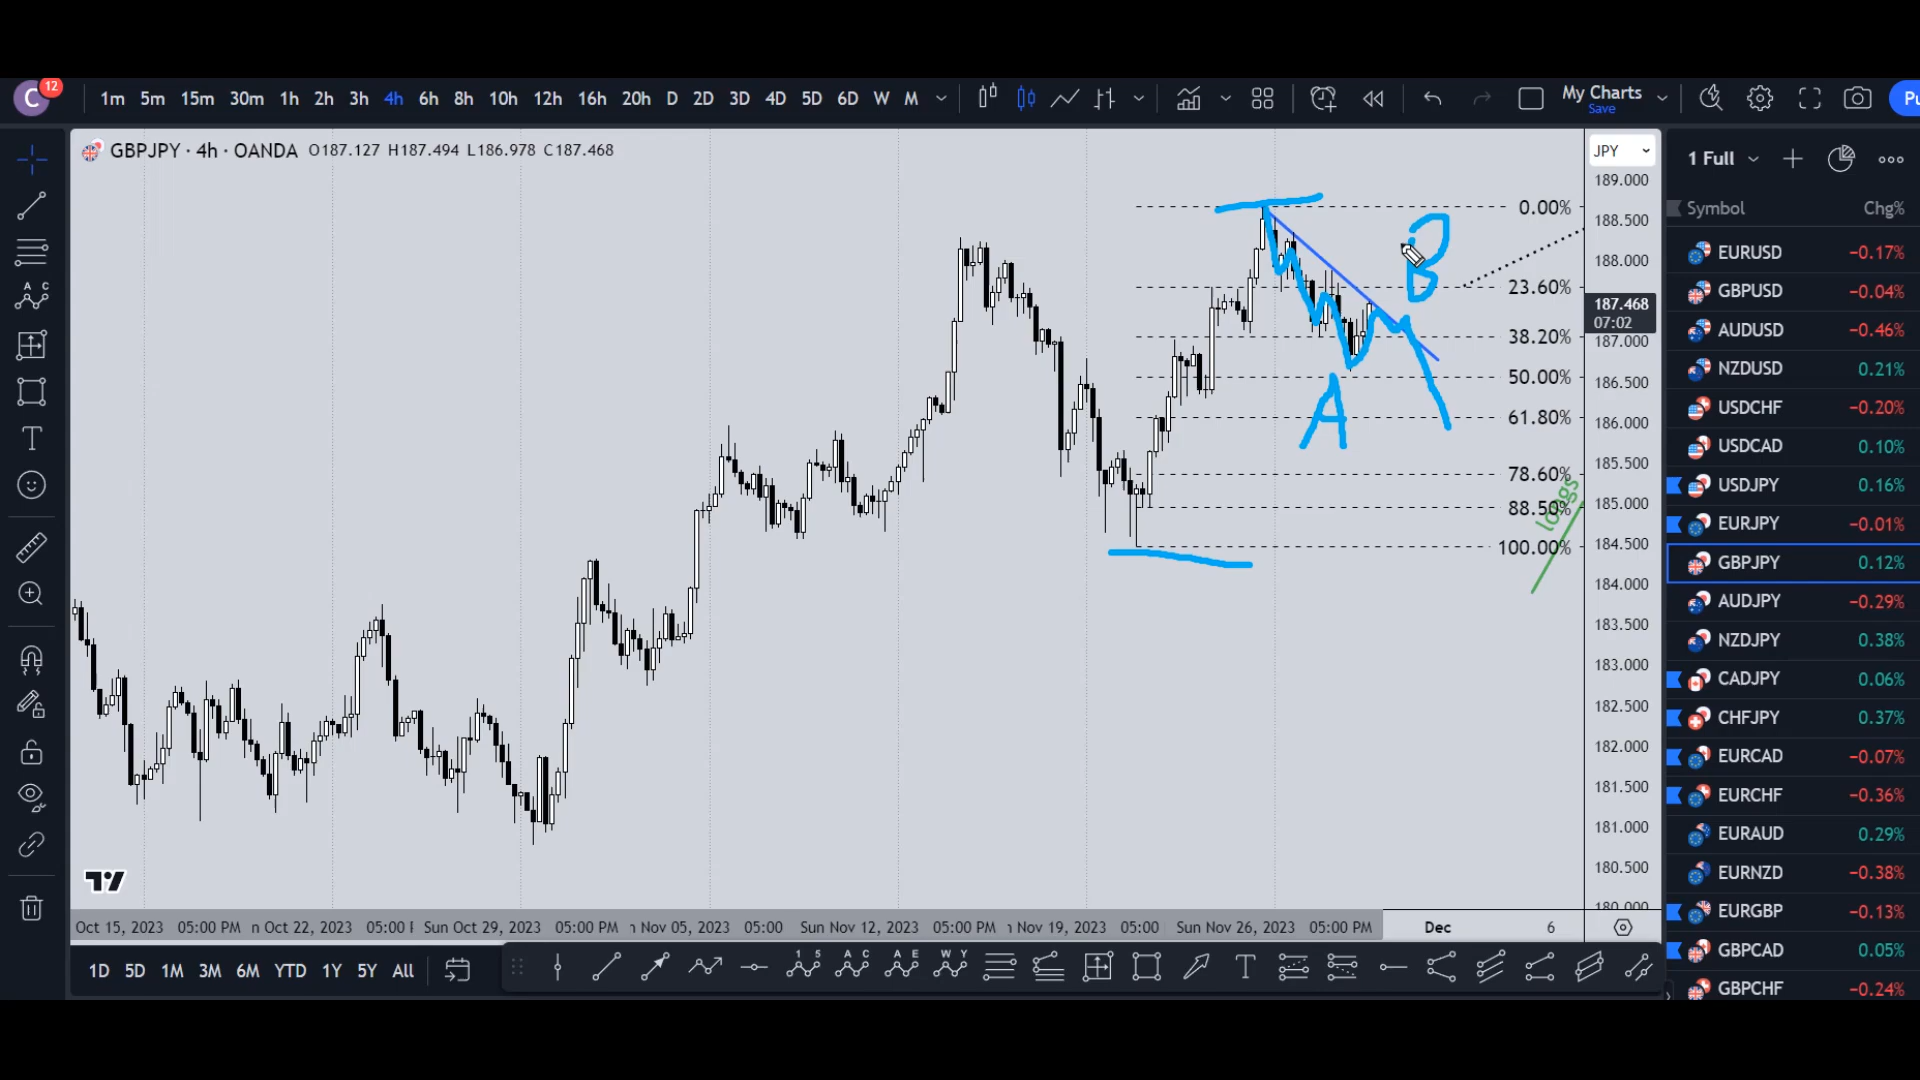 C 12 1m 5m 15m 30m 1h 2h 3h 4h 6h 8h 10h 12h 16h 20h D 2D 3D 4D 5D 6D W M My Charts Pu
Save
GBPJPY · 4h · OANDA O187.127 H187.494 L186.978 C187.468
JPY
189.000
188.500
188.000
187.468
07:02
187.000
186.500
186.000
185.500
185.000
184.500
184.000
183.500
183.000
182.500
182.000
181.500
181.000
180.500
180.000
0.00%
23.60%
38.20%
50.00%
61.80%
78.60%
88.50%
100.00%
B
A
longs
Oct 15, 2023 05:00 PM n Oct 22, 2023 05:00 Sun Oct 29, 2023 05:00 PM Nov 05, 2023 05:00 Sun Nov 12, 2023 05:00 PM Nov 19, 2023 05:00 Sun Nov 26, 2023 05:00 PM Dec 6
1D 5D 1M 3M 6M YTD 1Y 5Y All
1 5 A C A E W Y
A C
1 Full
Symbol Chg%
EURUSD −0.17%
GBPUSD −0.04%
AUDUSD −0.46%
NZDUSD 0.21%
USDCHF −0.20%
USDCAD 0.10%
USDJPY 0.16%
EURJPY −0.01%
GBPJPY 0.12%
AUDJPY −0.29%
NZDJPY 0.38%
CADJPY 0.06%
CHFJPY 0.37%
EURCAD −0.07%
EURCHF −0.36%
EURAUD 0.29%
EURNZD −0.38%
EURGBP −0.13%
GBPCAD 0.05%
GBPCHF −0.24%